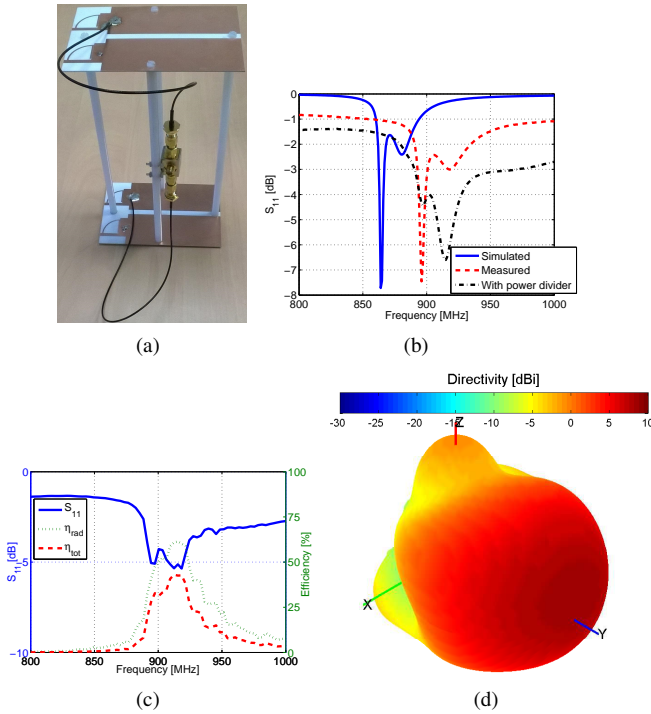 (a)
0
−1
−2
−3
−4
−5
−6
−7
−8
S11 [dB]
800 850 900 950 1000
Frequency [MHz]
Simulated
Measured
With power divider
(b)
0
−5
−10
S11 [dB]
S11
ηrad
ηtot
100
75
50
25
0
Efficiency [%]
800 850 900 950 1000
Frequency [MHz]
(c)
Directivity [dBi]
-30 -25 -20 -15 -10 -5 0 5 10
Z
X
Y
(d)